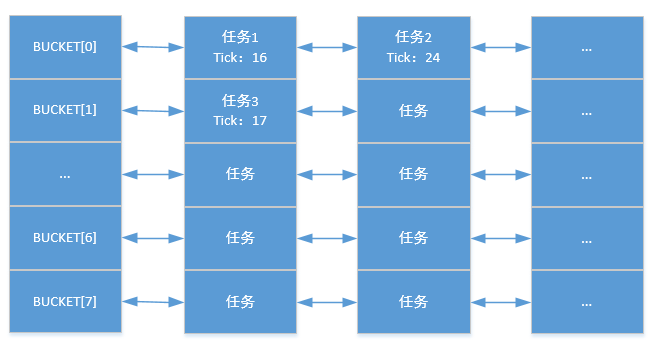 BUCKET[0]
任务1
Tick：16
任务2
Tick：24
...
BUCKET[1]
任务3
Tick：17
任务
...
...
任务
任务
...
BUCKET[6]
任务
任务
...
BUCKET[7]
任务
任务
...